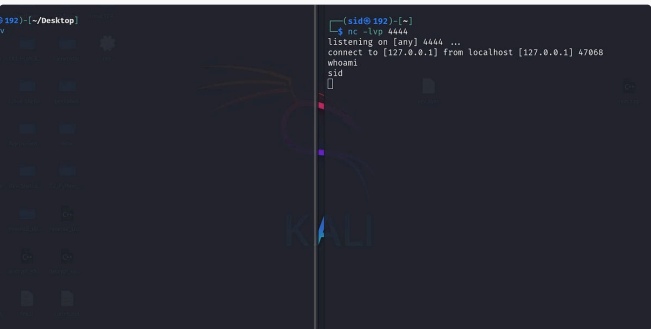 192)-[~/Desktop]
v
(sid㉿192)-[~]
$ nc -lvp 4444
listening on [any] 4444 ...
connect to [127.0.0.1] from localhost [127.0.0.1] 47068
whoami
sid
KALI